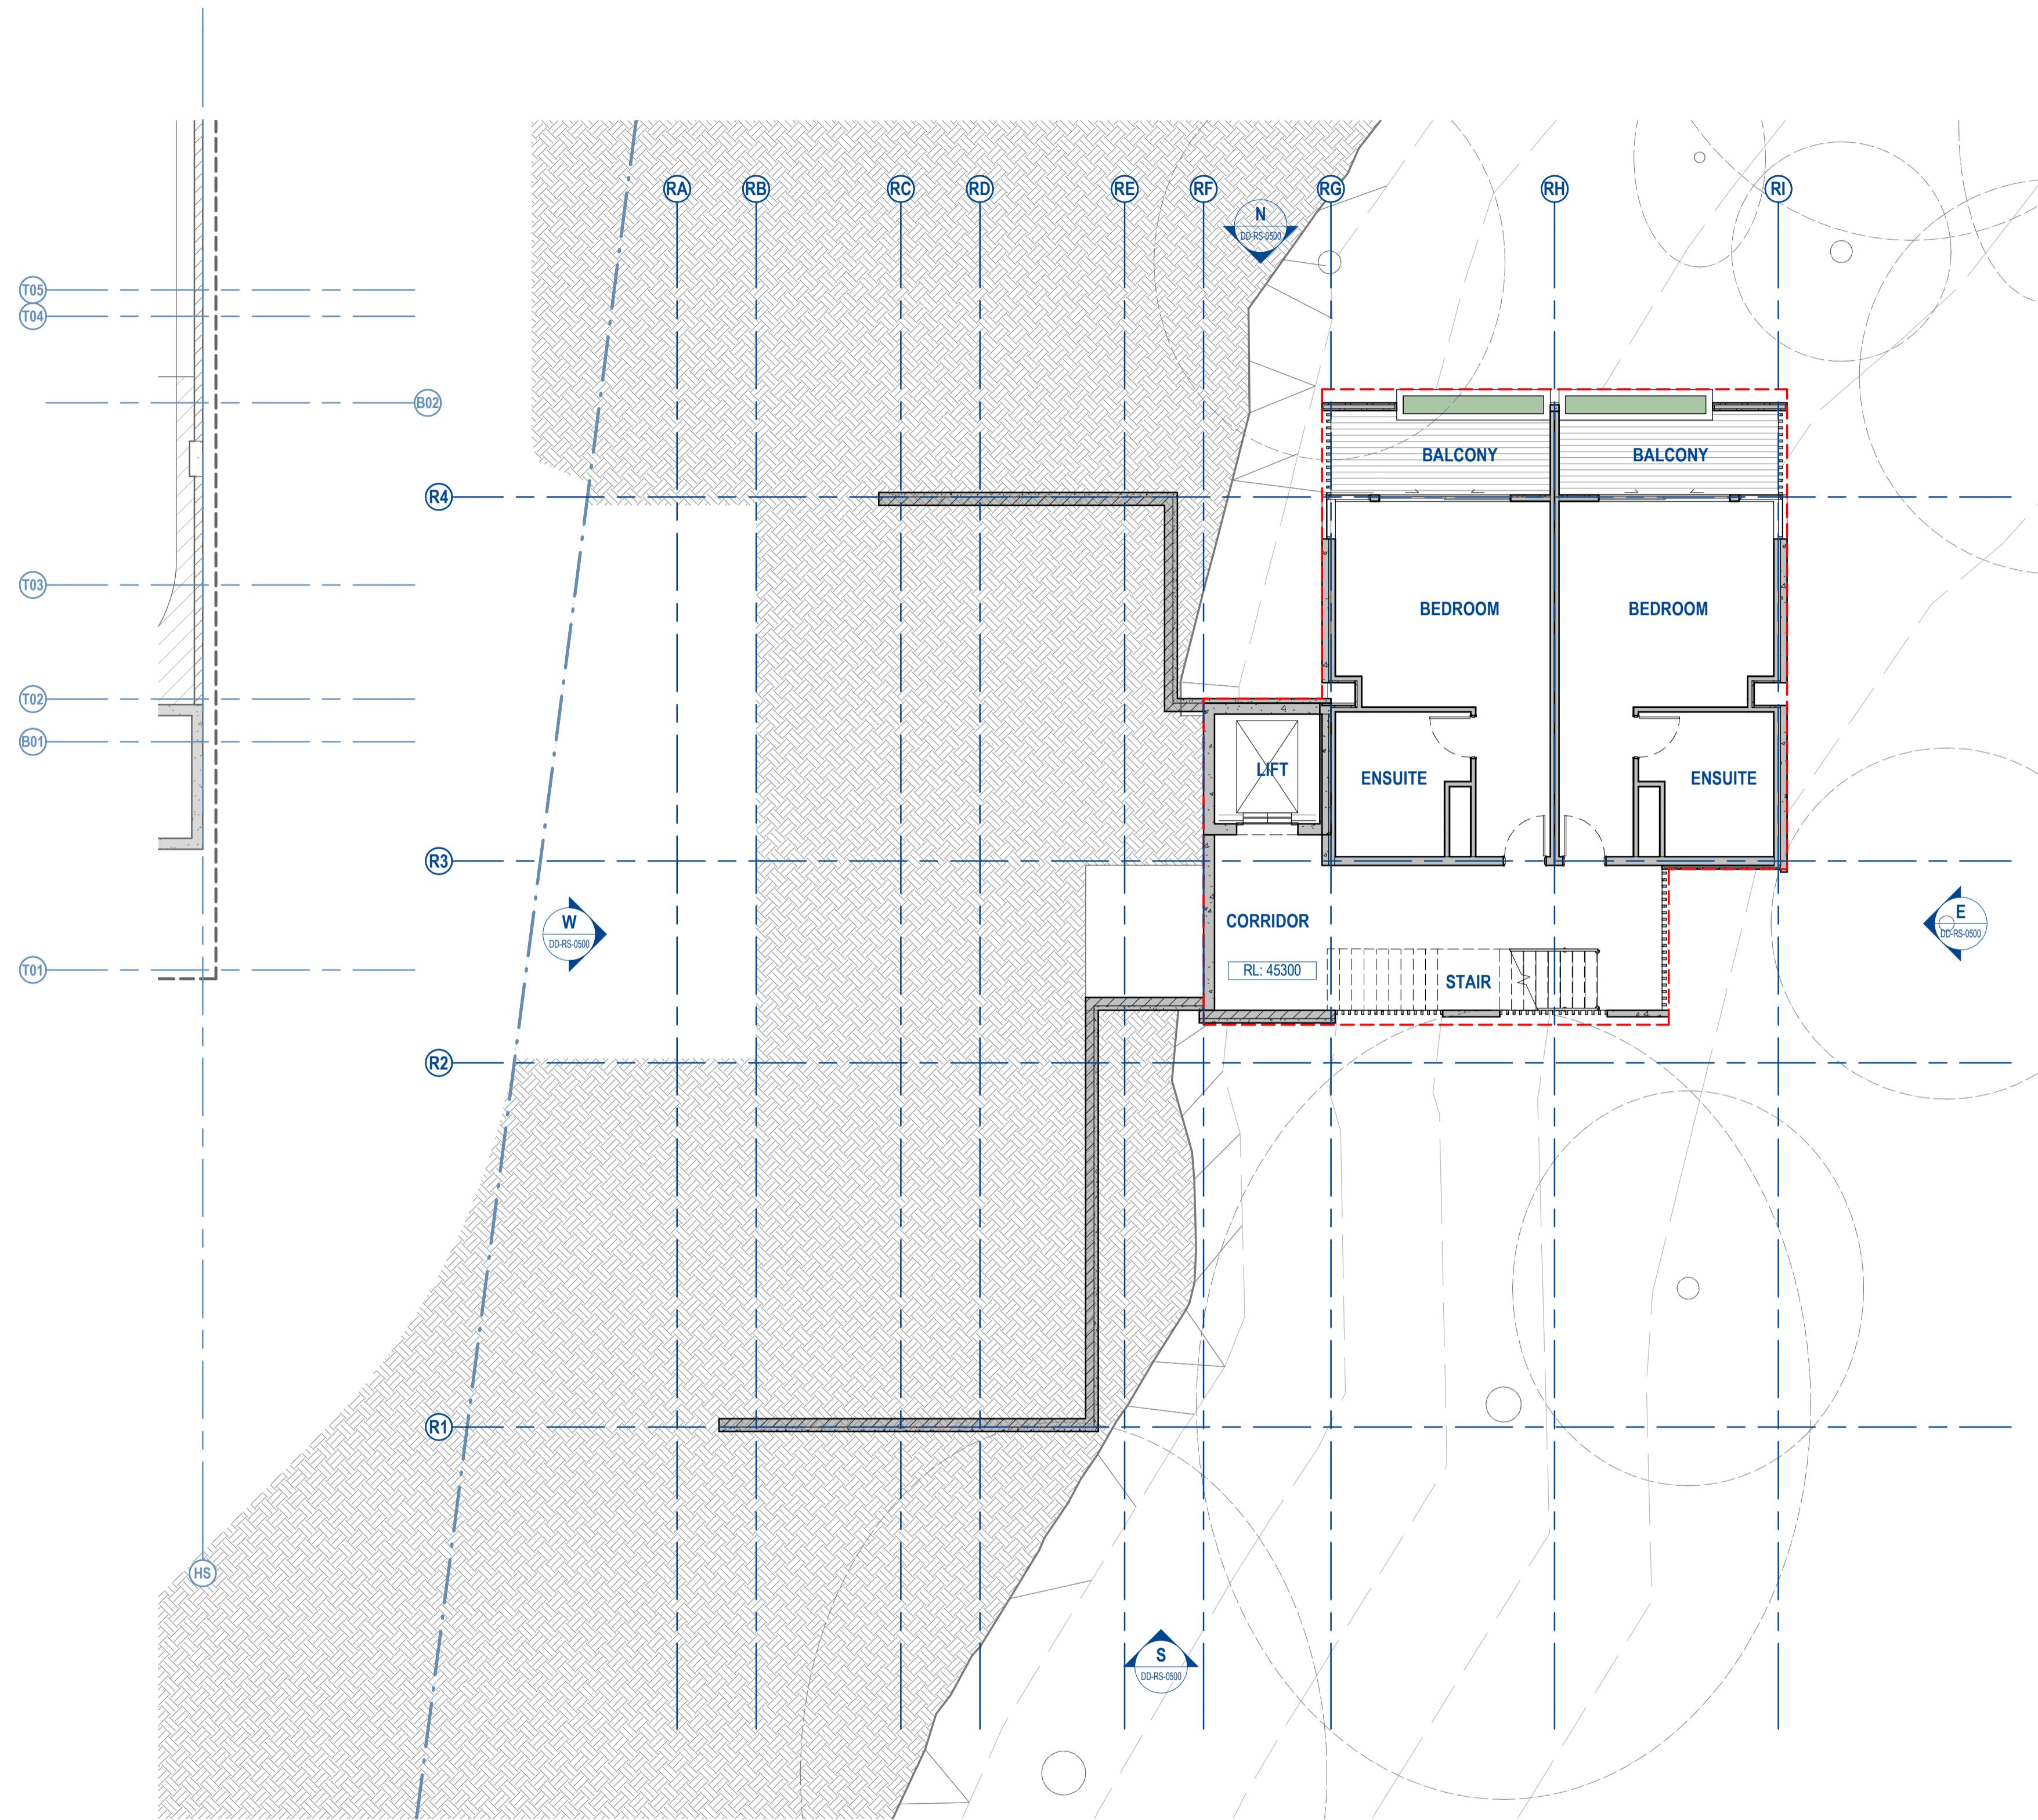 RA RB RC RD RE RF RG RH RI
N
DD-RS-0500
T05
T04
B02
BALCONY BALCONY
R4
T03
BEDROOM BEDROOM
T02
B01
LIFT
ENSUITE ENSUITE
R3
W
DD-RS-0500
CORRIDOR
E
DD-RS-0500
T01
RL: 45300
STAIR
R2
R1
HS
S
DD-RS-0500